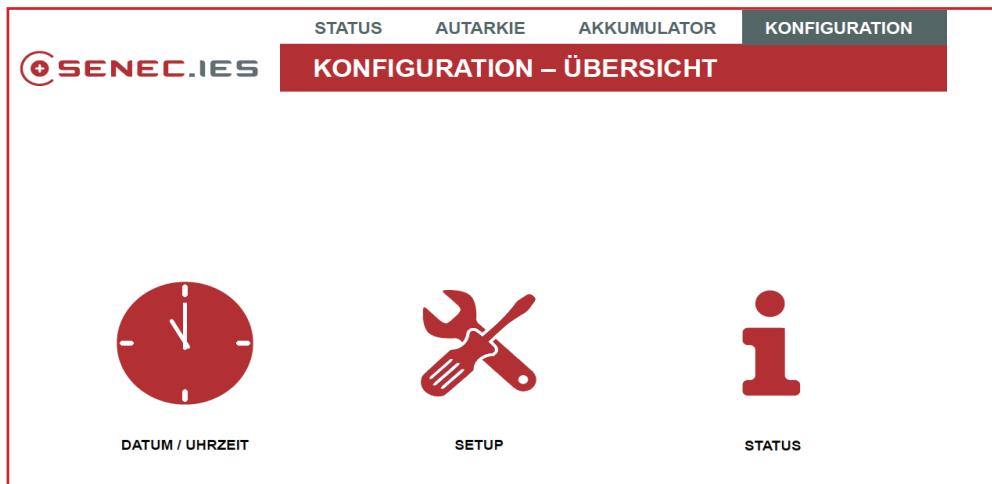 STATUS AUTARKIE AKKUMULATOR KONFIGURATION
SENEC.IES
KONFIGURATION – ÜBERSICHT
DATUM / UHRZEIT SETUP STATUS